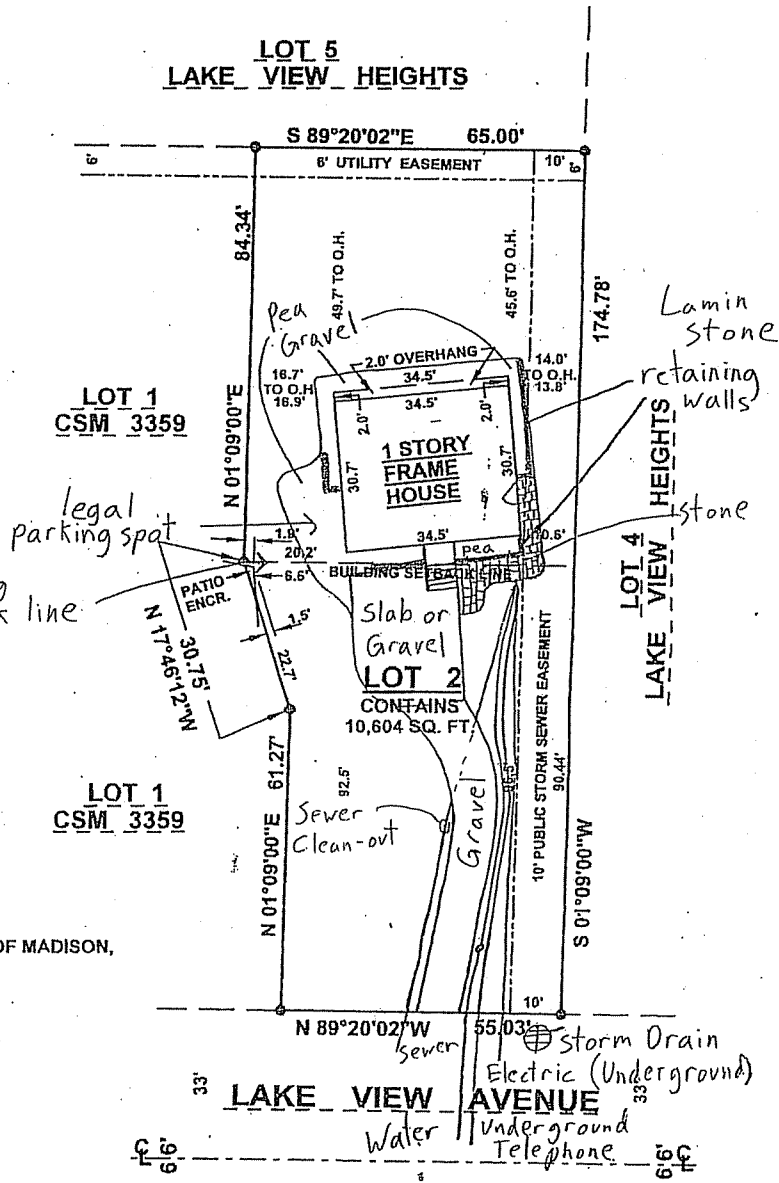 LOT 5
LAKE VIEW HEIGHTS
S 89°20'02"E 65.00'
6'
6' UTILITY EASEMENT
10'
6'
84.34'
49.7' TO O.H.
45.6' TO O.H.
174.78'
Pea
Gravel
Lamin
stone
retaining
walls
2.0' OVERHANG
34.5'
34.5'
16.7'
TO O.H.
16.9'
14.0'
TO O.H.
13.8'
2.0'
2.0'
LOT 1
CSM 3359
N 01°09'00"E
1 STORY
FRAME
HOUSE
30.7'
30.7'
34.5'
LOT 4
LAKE VIEW HEIGHTS
legal
parking spot
stone
1.9'
20.2'
6.6'
pea
10.6'
BUILDING SETBACK LINE
line
PATIO
ENCR.
1.5'
22.7'
30.75'
N 17°46'12"W
Slab or
Gravel
LOT 2
CONTAINS
10,604 SQ. FT.
10' PUBLIC STORM SEWER EASEMENT
90.44'
96.5'
92.5'
61.27'
LOT 1
CSM 3359
N 01°09'00"E
Sewer
Clean-out
Gravel
S 01°09'00"W
OF MADISON,
10'
N 89°20'02"W 55.03'
sewer
Storm Drain
Electric (Underground)
33'
LAKE VIEW AVENUE
33'
Water
Underground
Telephone
66'
66'